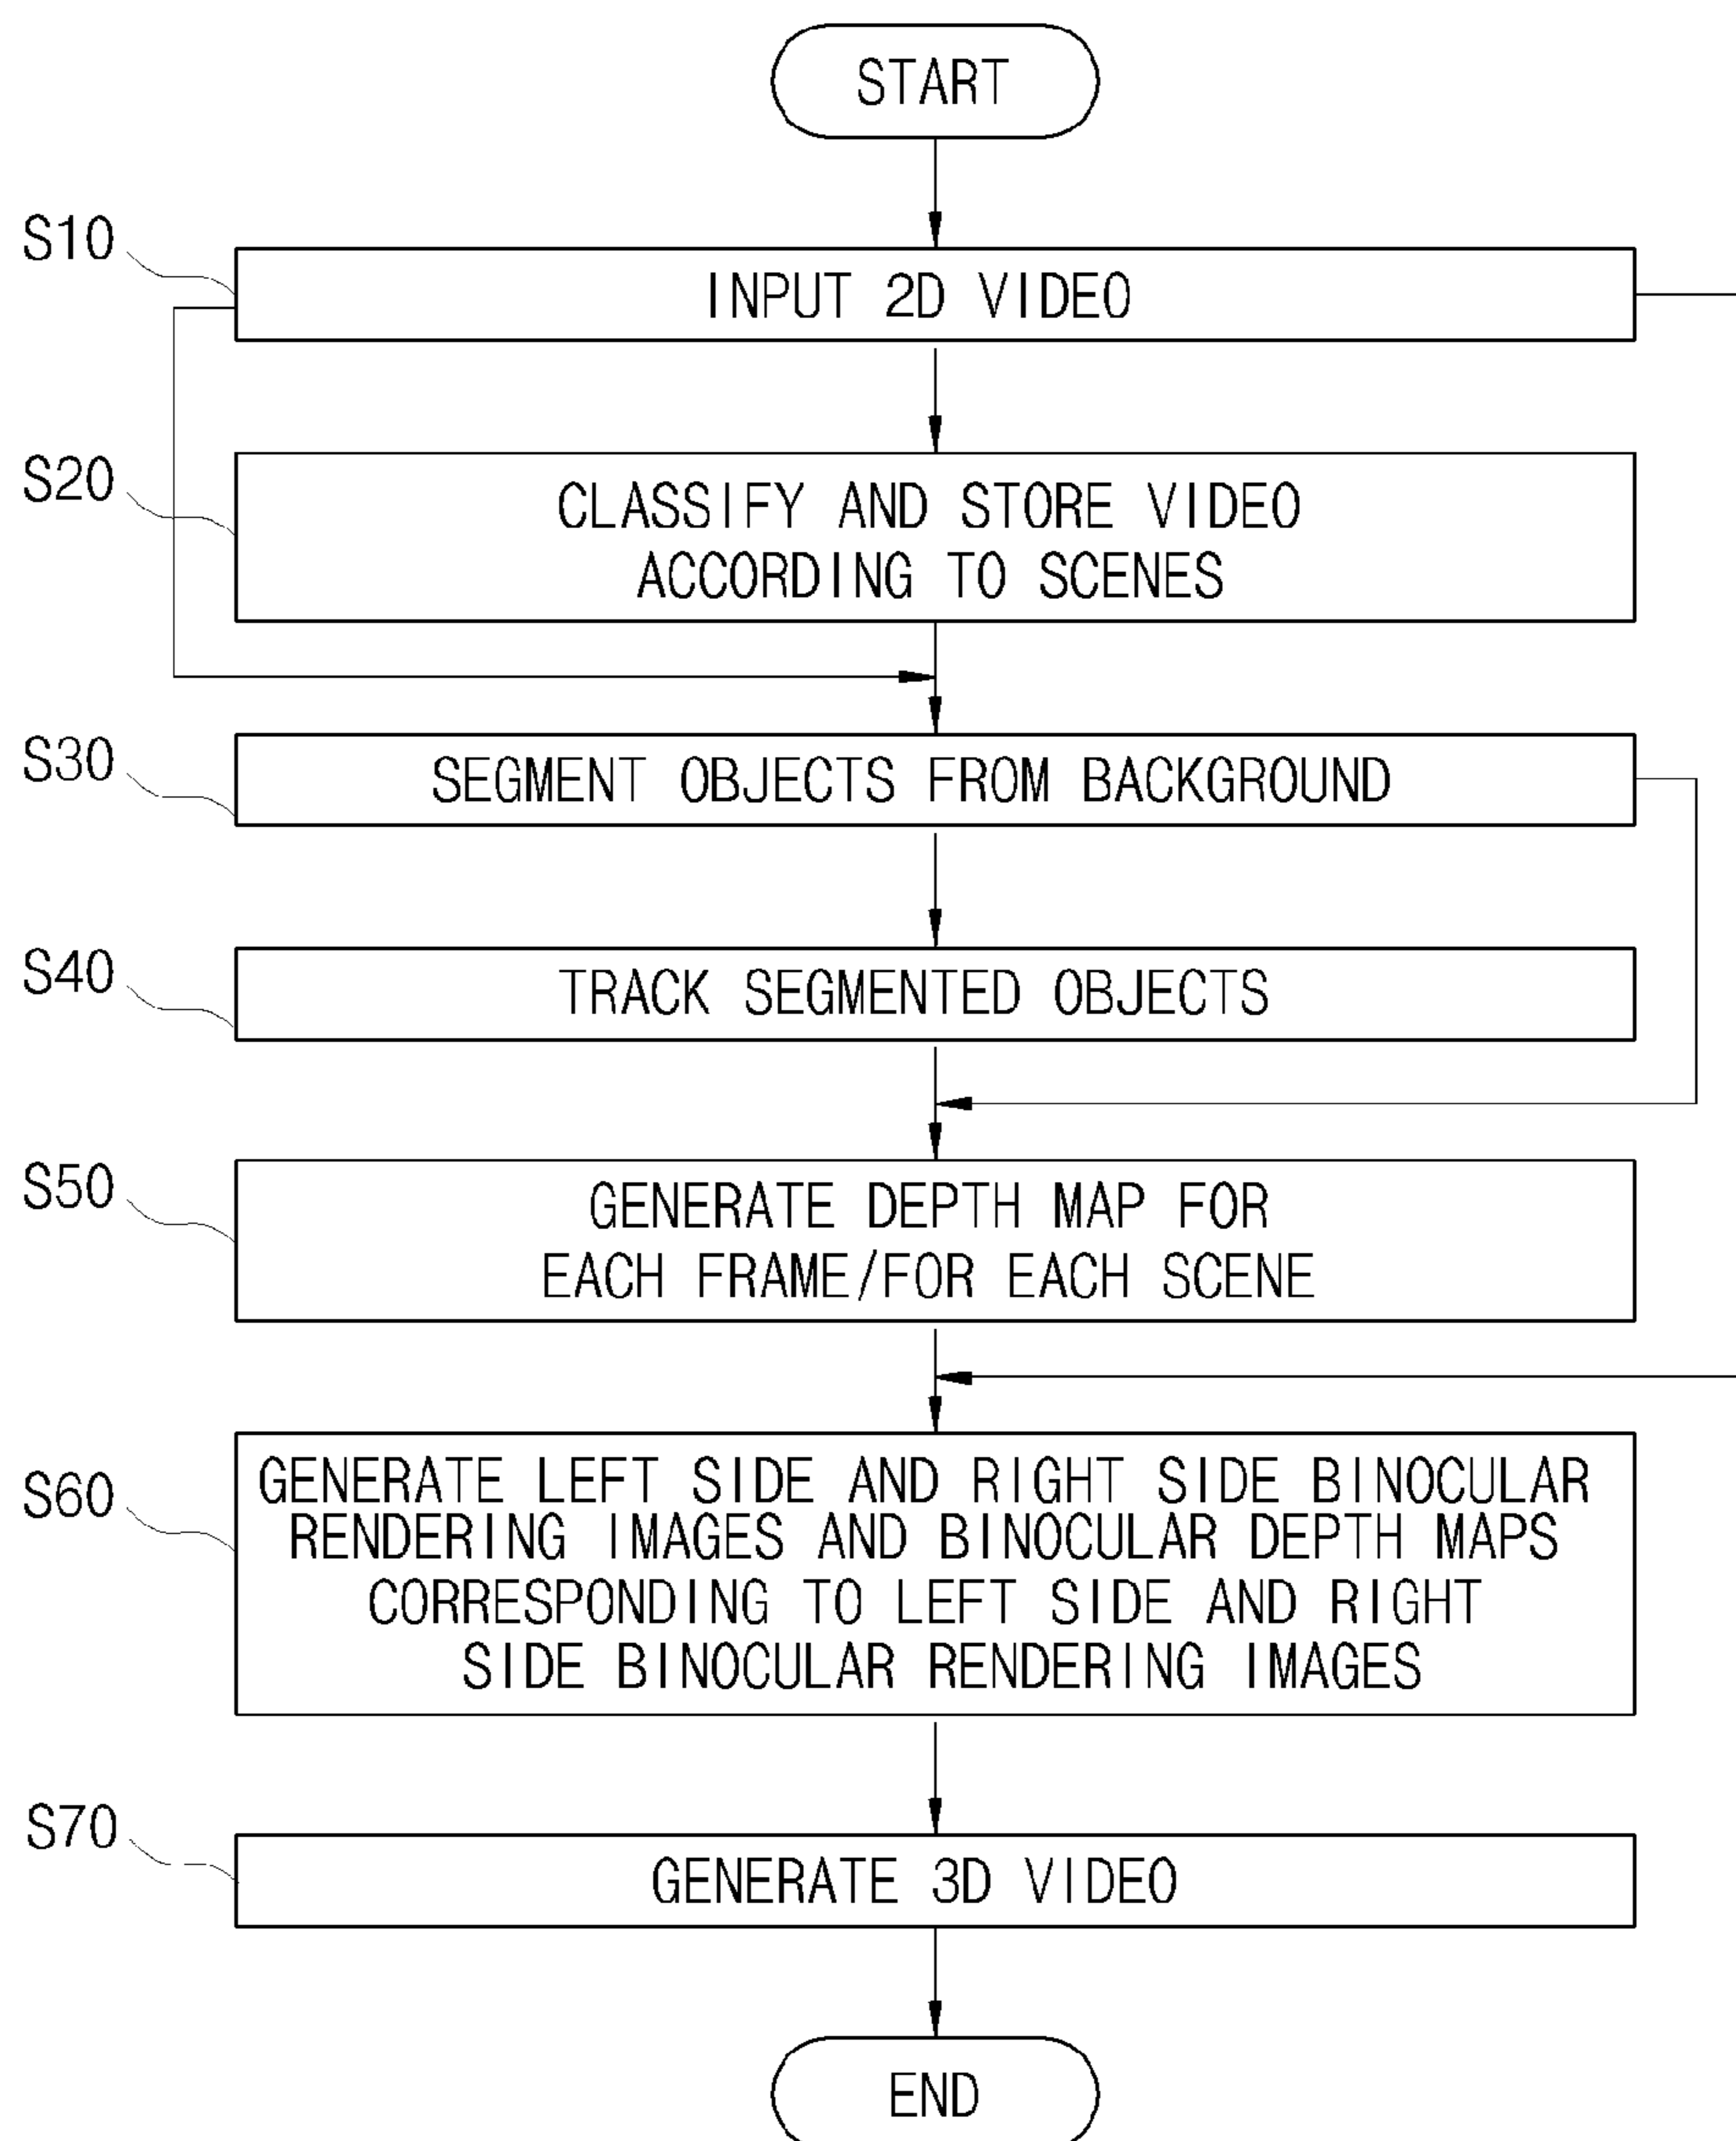 START
S10
INPUT 2D VIDEO
S20
CLASSIFY AND STORE VIDEO
ACCORDING TO SCENES
S30
SEGMENT OBJECTS FROM BACKGROUND
S40
TRACK SEGMENTED OBJECTS
S50
GENERATE DEPTH MAP FOR
EACH FRAME/FOR EACH SCENE
S60
GENERATE LEFT SIDE AND RIGHT SIDE BINOCULAR
RENDERING IMAGES AND BINOCULAR DEPTH MAPS
CORRESPONDING TO LEFT SIDE AND RIGHT
SIDE BINOCULAR RENDERING IMAGES
S70
GENERATE 3D VIDEO
END